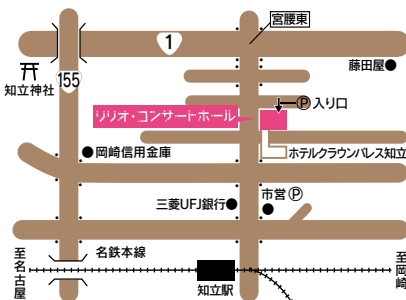 宮腰東
1
藤田屋
知立神社
155
P入り口
リリオ・コンサートホール
ホテルクラウンパレス知立
岡崎信用金庫
三菱UFJ銀行
市営P
至名古屋
名鉄本線
知立駅
至岡崎